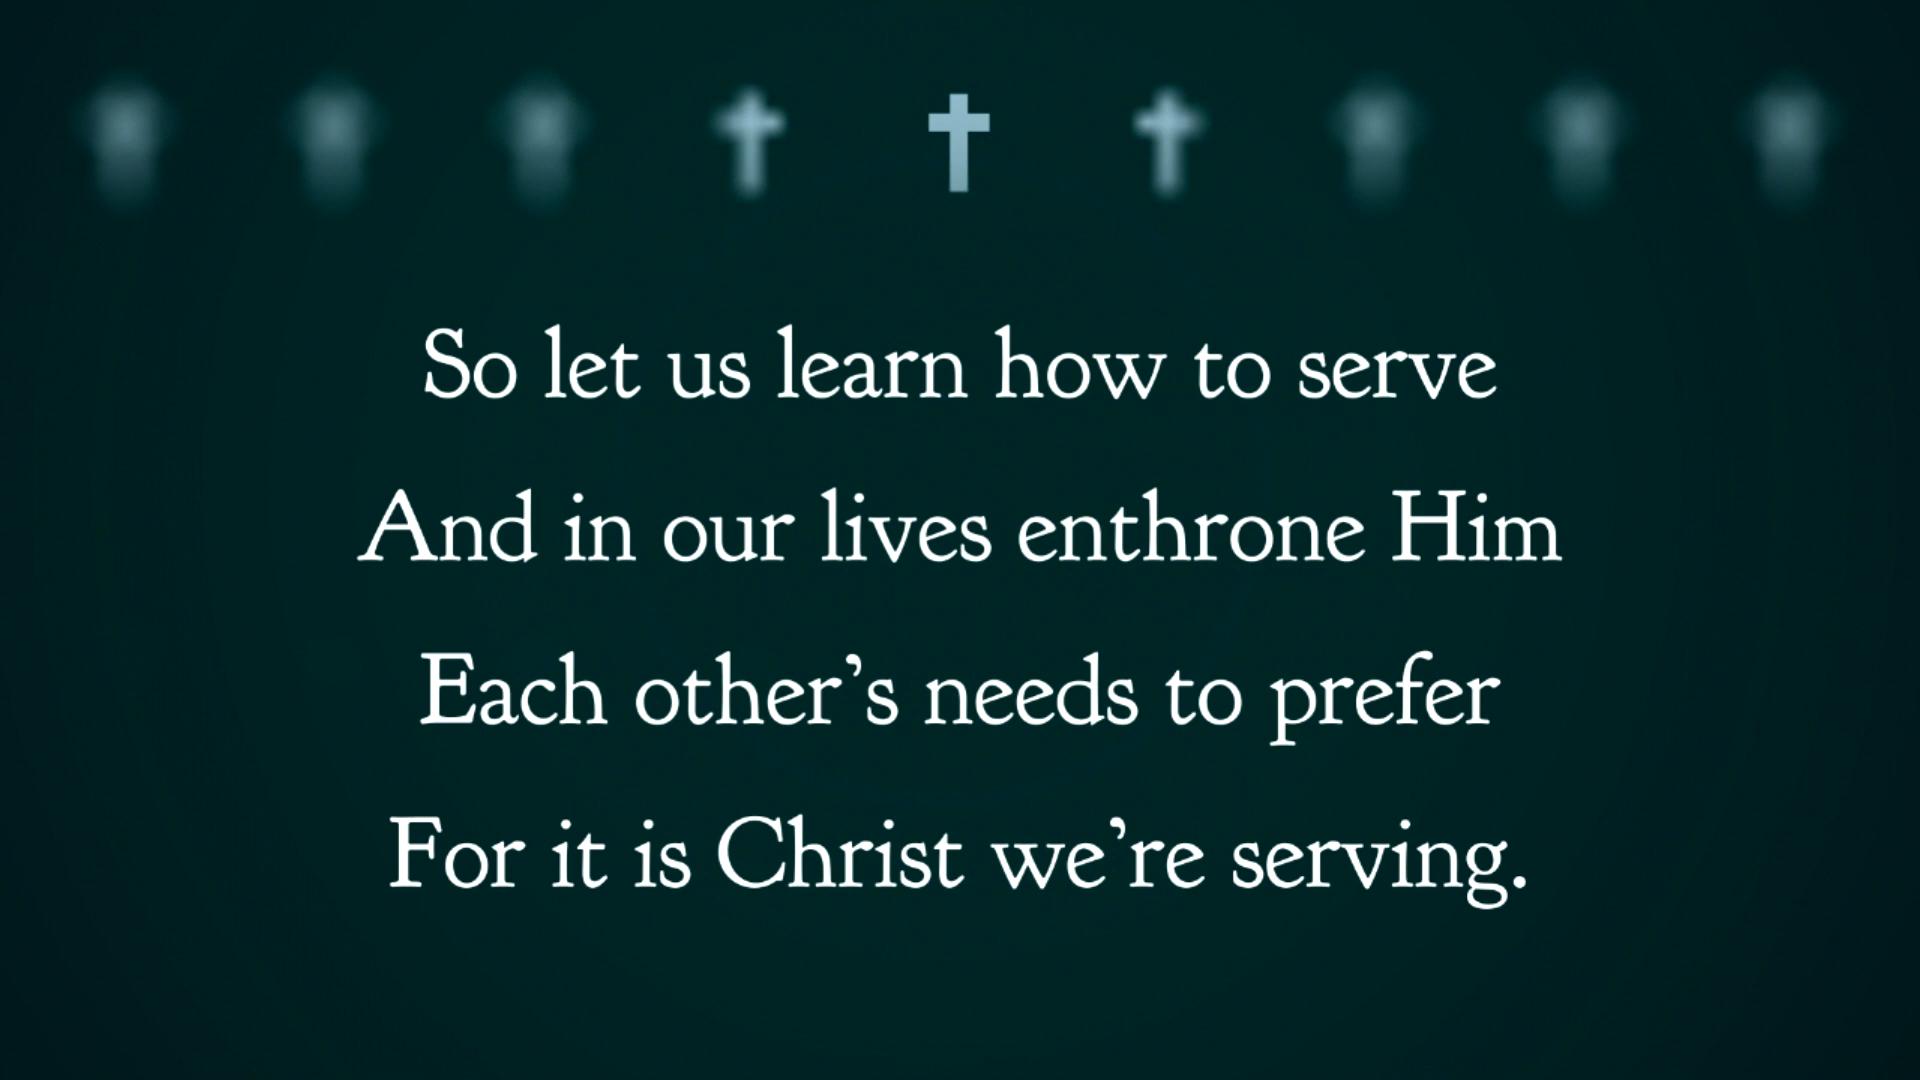 So let us learn how to serve
And in our lives enthrone Him
Each other’s needs to prefer
For it is Christ we’re serving.